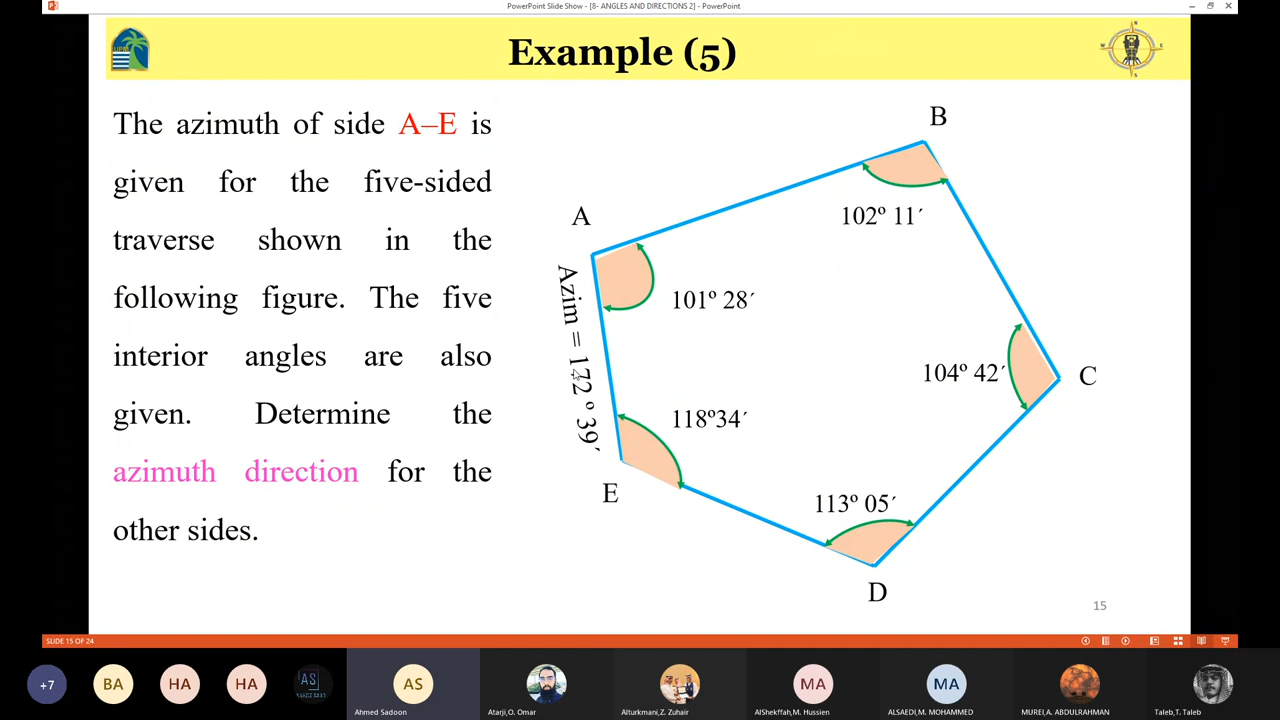 PowerPoint Slide Show - [8- ANGLES AND DIRECTIONS 2] - PowerPoint
Example (5)
N
W
E
S
The azimuth of side A–E is
given for the five-sided
traverse shown in the
following figure. The five
interior angles are also
given. Determine the
azimuth direction for the
other sides.
B
102º 11´
A
101º 28´
Azim = 172 º 39´
104º 42´
C
118º34´
E
113º 05´
D
15
SLIDE 15 OF 24
+7
BA
HA
HA
AS
AS
MA
MA
Ahmed Sadoon
Atarji,O. Omar
Alturkmani,Z. Zuhair
AlShekffah,M. Hussien
ALSAEDI,M. MOHAMMED
MUREI,A. ABDULRAHMAN
Taleb,T. Taleb